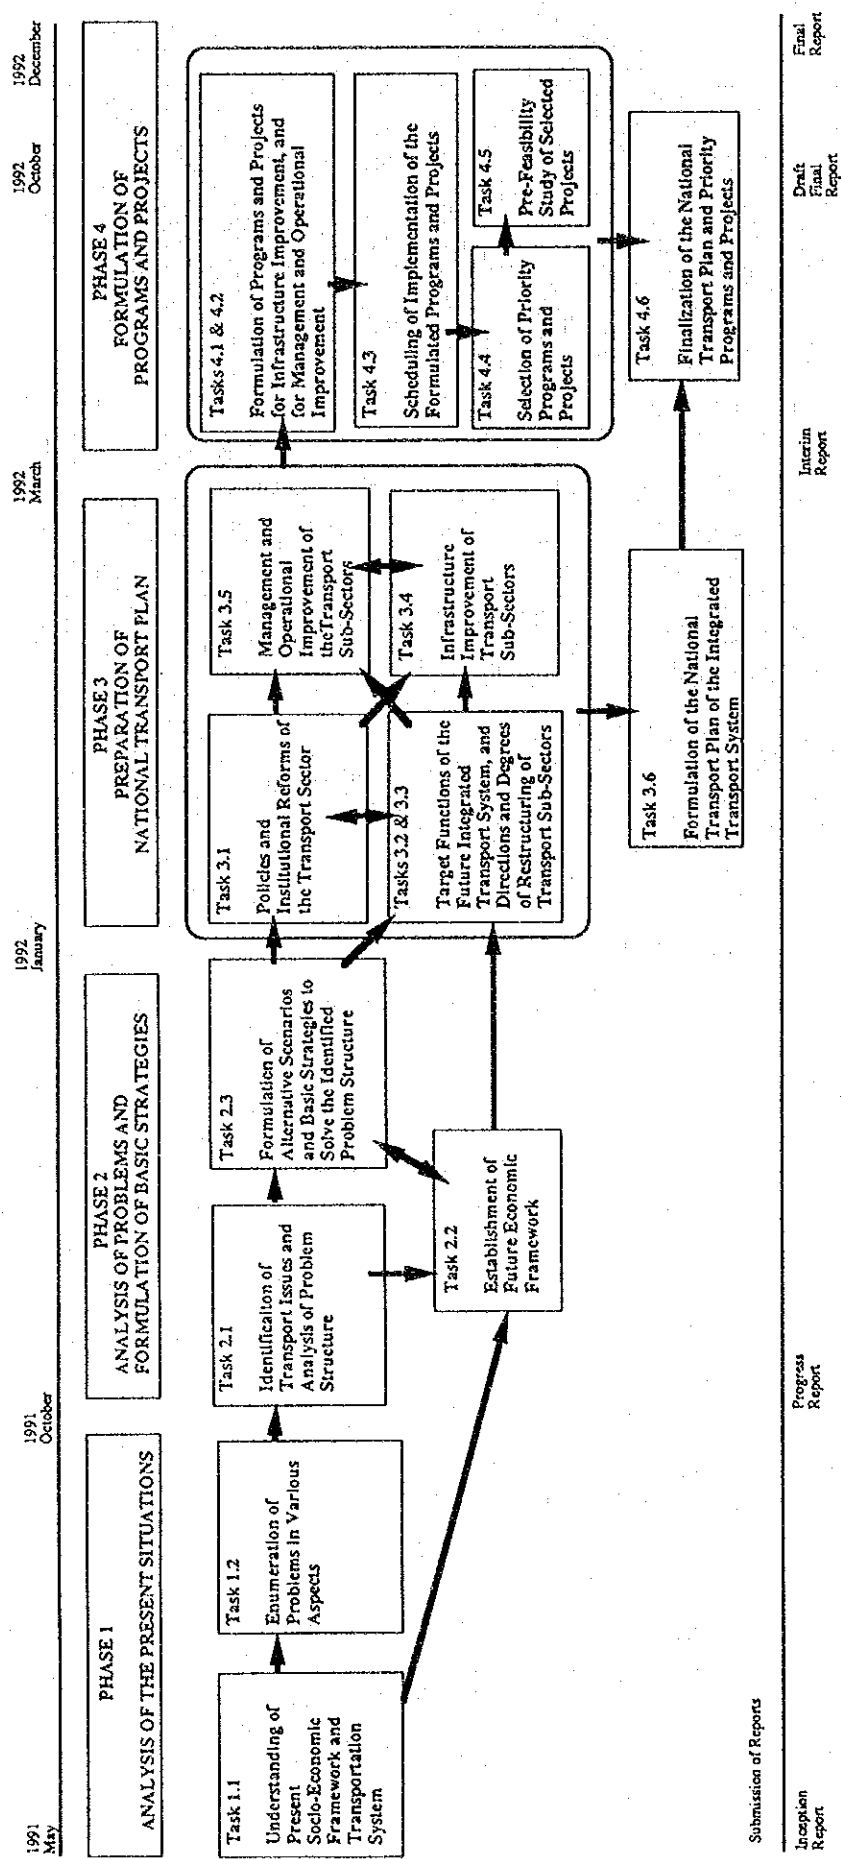 1991
May
1991
October
1992
January
1992
March
1992
October
1992
December
PHASE 1
ANALYSIS OF THE PRESENT SITUATIONS
PHASE 2
ANALYSIS OF PROBLEMS AND
FORMULATION OF BASIC STRATEGIES
PHASE 3
PREPARATION OF
NATIONAL TRANSPORT PLAN
PHASE 4
FORMULATION OF
PROGRAMS AND PROJECTS
Task 1.1
Understanding of
Present
Socio-Economic
Framework and
Transportation
System
Task 1.2
Enumeration of
Problems in Various
Aspects
Task 2.1
Identificaiton of
Transport Issues and
Analysis of Problem
Structure
Task 2.3
Formulation of
Alternative Scenarios
and Basic Strategies to
Solve the Identified
Problem Structure
Task 2.2
Establishment of
Future Economic
Framework
Task 3.1
Policies and
Institutional Reforms of
the Transport Sector
Tasks 3.2 & 3.3
Target Functions of the
Future Integrated
Transport System, and
Directions and Degrees
of Restructuring of
Transport Sub-Sectors
Task 3.5
Management and
Operational
Improvement of
the Transport
Sub-Sectors
Task 3.4
Infrastructure
Improvement of
Transport
Sub-Sectors
Task 3.6
Formulation of the National
Transport Plan of the Integrated
Transport System
Tasks 4.1 & 4.2
Formulation of Programs and Projects
for Infrastructure Improvement, and
for Management and Operational
Improvement
Task 4.3
Scheduling of Implementation of the
Formulated Programs and Projects
Task 4.4
Selection of Priority
Programs and
Projects
Task 4.5
Pre-Feasibility
Study of Selected
Projects
Task 4.6
Finalization of the National
Transport Plan and Priority
Programs and Projects
Submission of Reports
Inception
Report
Progress
Report
Interim
Report
Draft
Final
Report
Final
Report